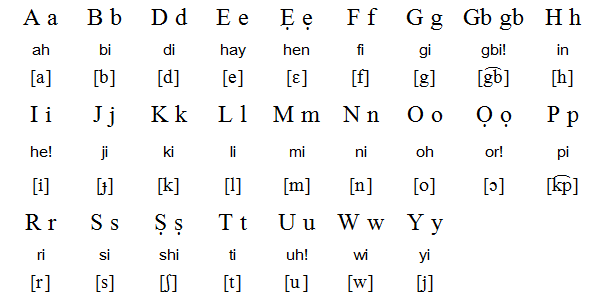 A a B b D d E e Ẹ ẹ F f G g Gb gb H h
ah bi di hay hen fi gi gbi! in
[a] [b] [d] [e] [ɛ] [f] [g] [g͡b] [h]
I i J j K k L l M m N n O o Ọ ọ P p
he! ji ki li mi ni oh or! pi
[i] [ɟ] [k] [l] [m] [n] [o] [ɔ] [k͡p]
R r S s Ṣ ṣ T t U u W w Y y
ri si shi ti uh! wi yi
[r] [s] [ʃ] [t] [u] [w] [j]